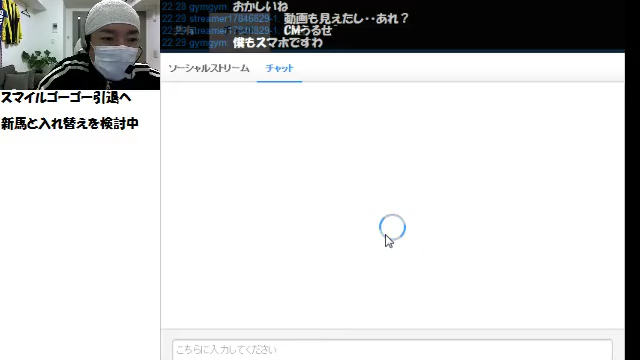 22:28 gymgym: おかしいね
22:29 streamer17846829-1: 動画も見えたし‥あれ？
22:29 streamer17846829-1: CMうるせ
22:29 gymgym: 僕もスマホですわ
ソーシャルストリーム チャット
スマイルゴーゴー引退へ
新馬と入れ替えを検討中
こちらに入力してください